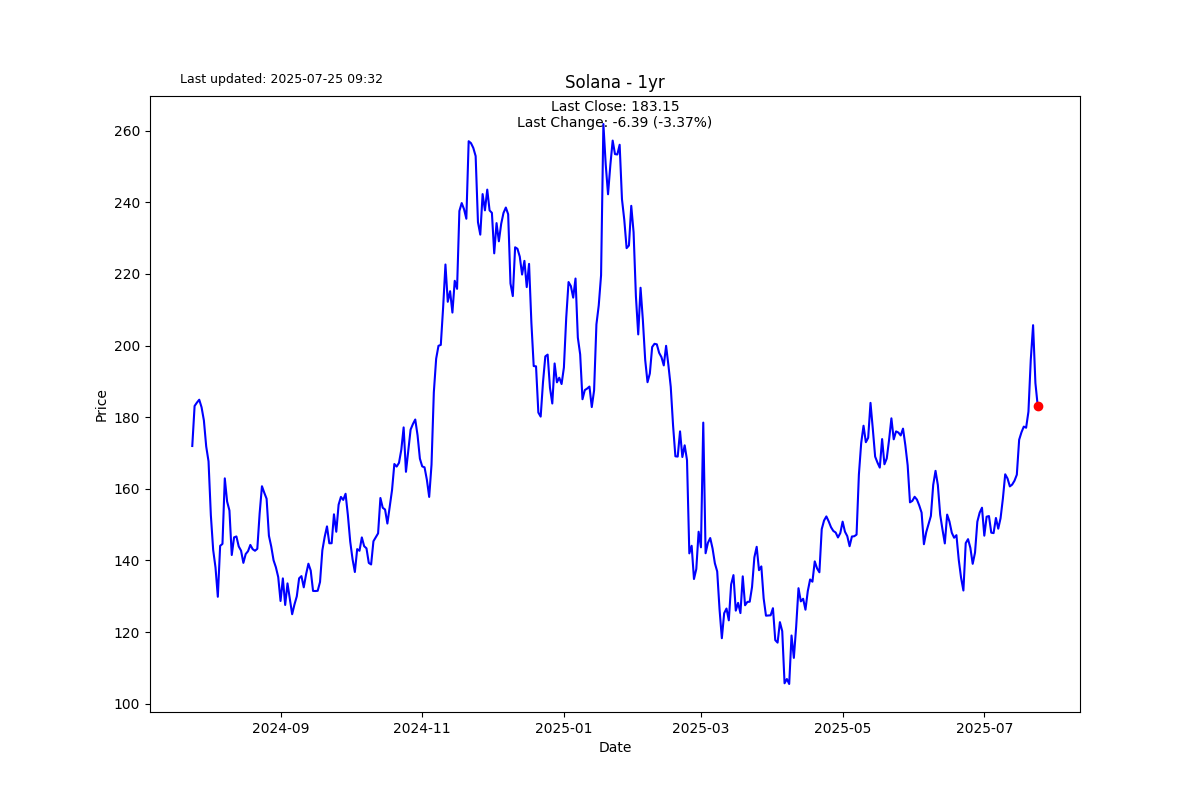 Last updated: 2025-07-25 09:32
Solana - 1yr
Last Close: 183.15
Last Change: -6.39 (-3.37%)
260
240
220
200
180
160
140
120
100
Price
2024-09 2024-11 2025-01 2025-03 2025-05 2025-07
Date